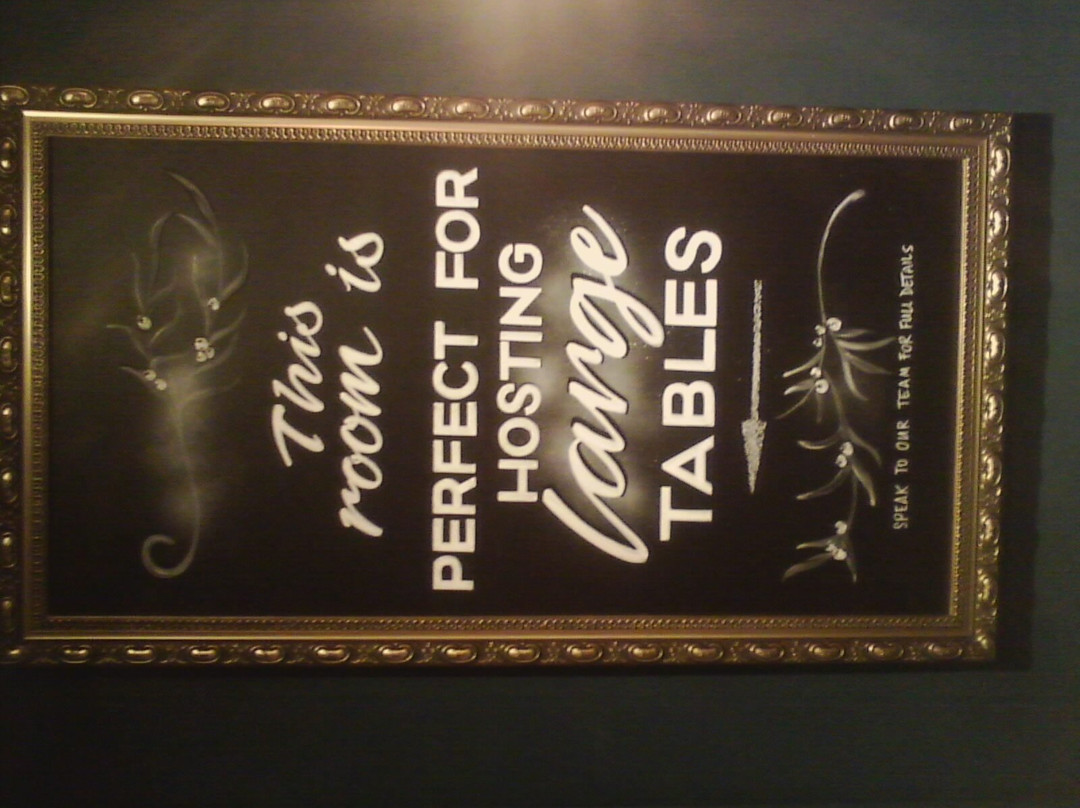 This
room is
PERFECT FOR
HOSTING
large
TABLES
SPEAK TO OUR TEAM FOR FULL DETAILS